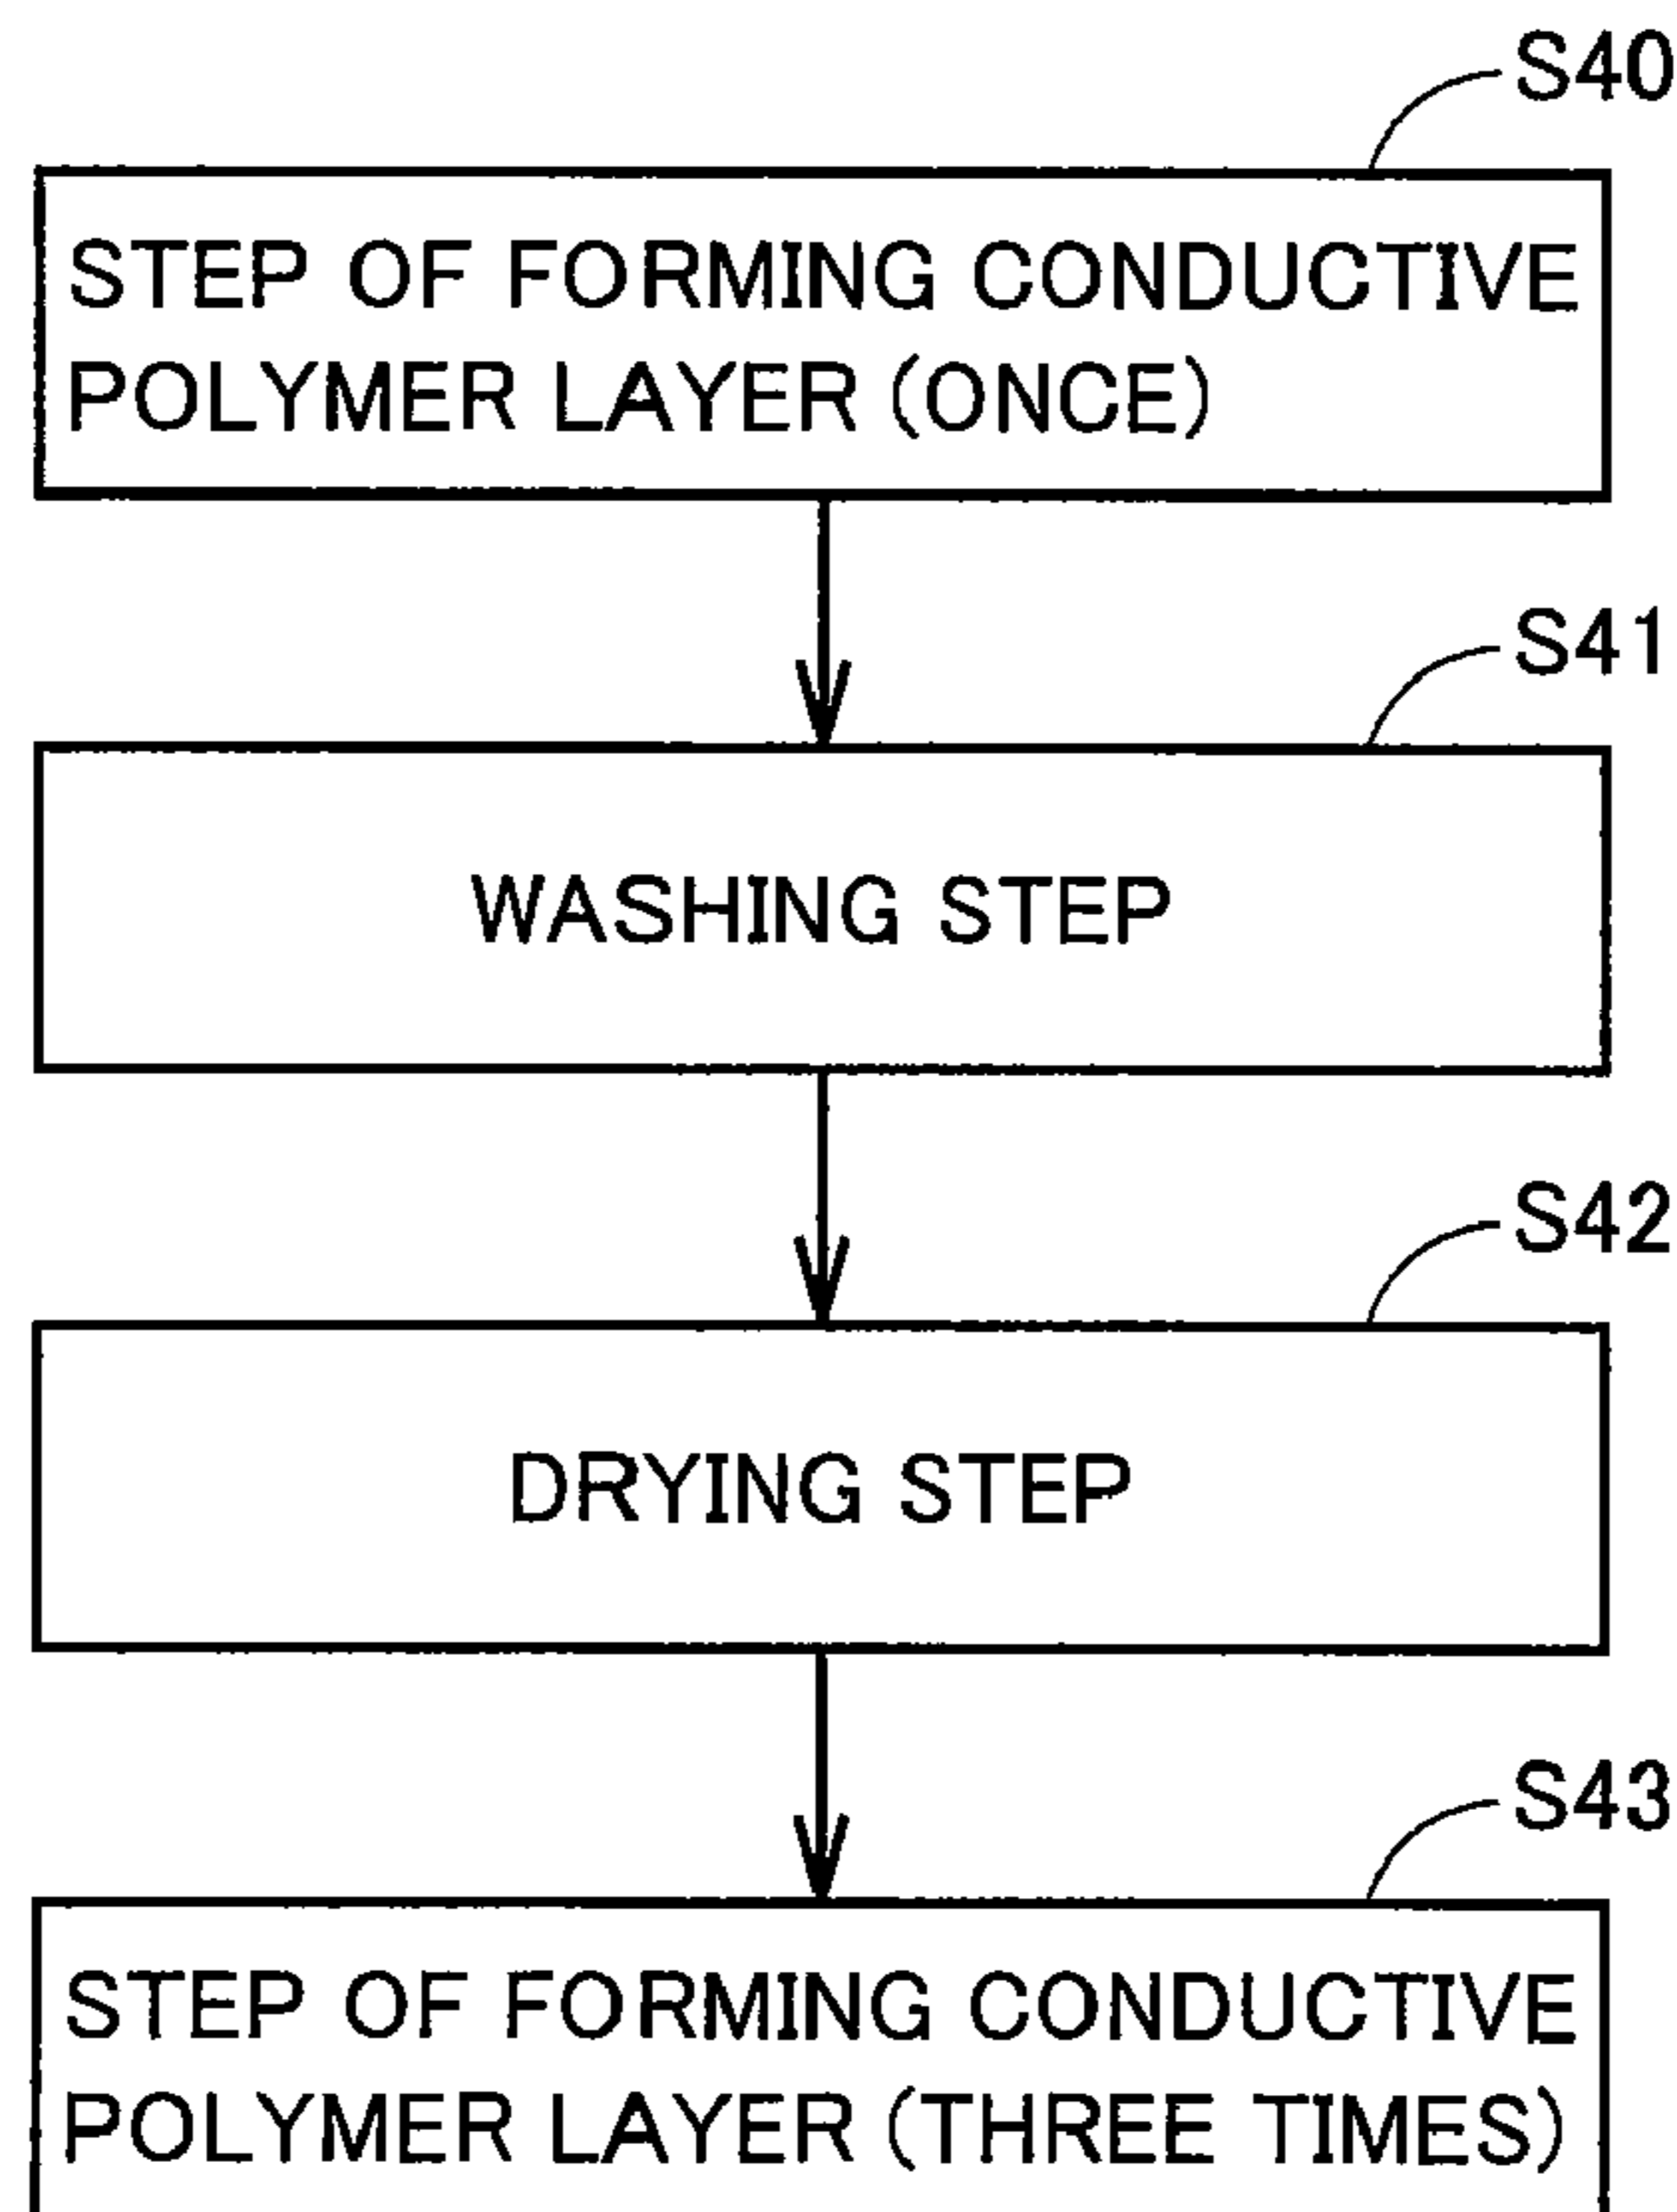 S40
STEP OF FORMING CONDUCTIVE
POLYMER LAYER (ONCE)
S41
WASHING STEP
S42
DRYING STEP
S43
STEP OF FORMING CONDUCTIVE
POLYMER LAYER (THREE TIMES)